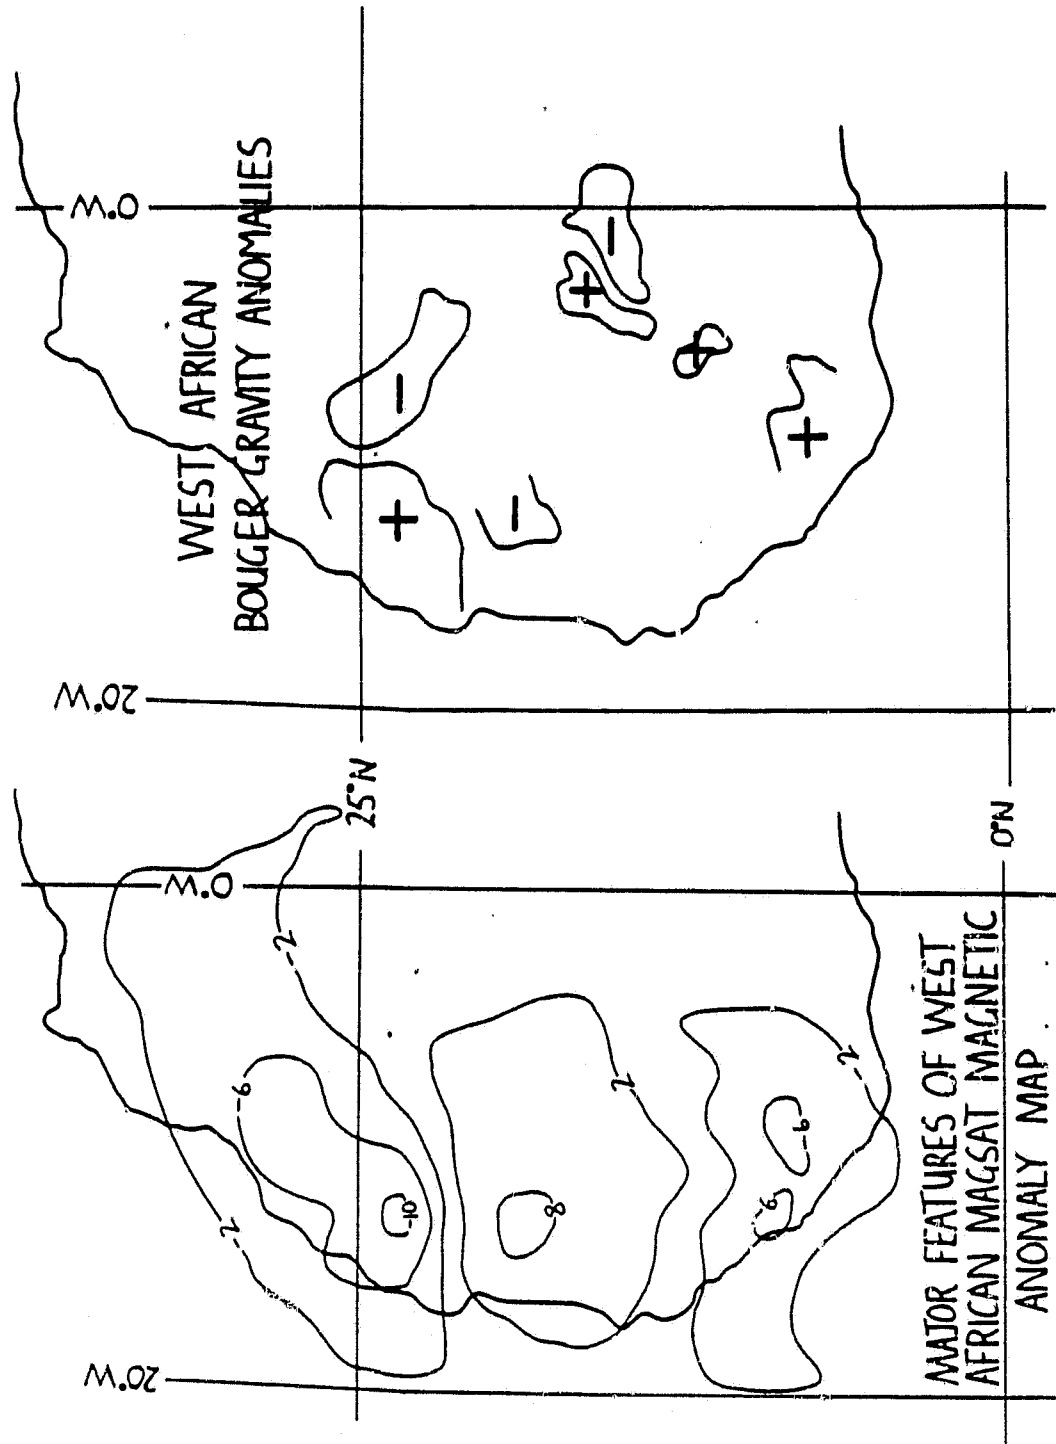 20°W
0°W
-2
-2
-6
-10
25°N
8
2
-6
-6
-2
0°N
MAJOR FEATURES OF WEST
AFRICAN MAGSAT MAGNETIC
ANOMALY MAP
20°W
0°W
WEST AFRICAN
BOUGER GRAVITY ANOMALIES
+
−
−
+
−
+
+